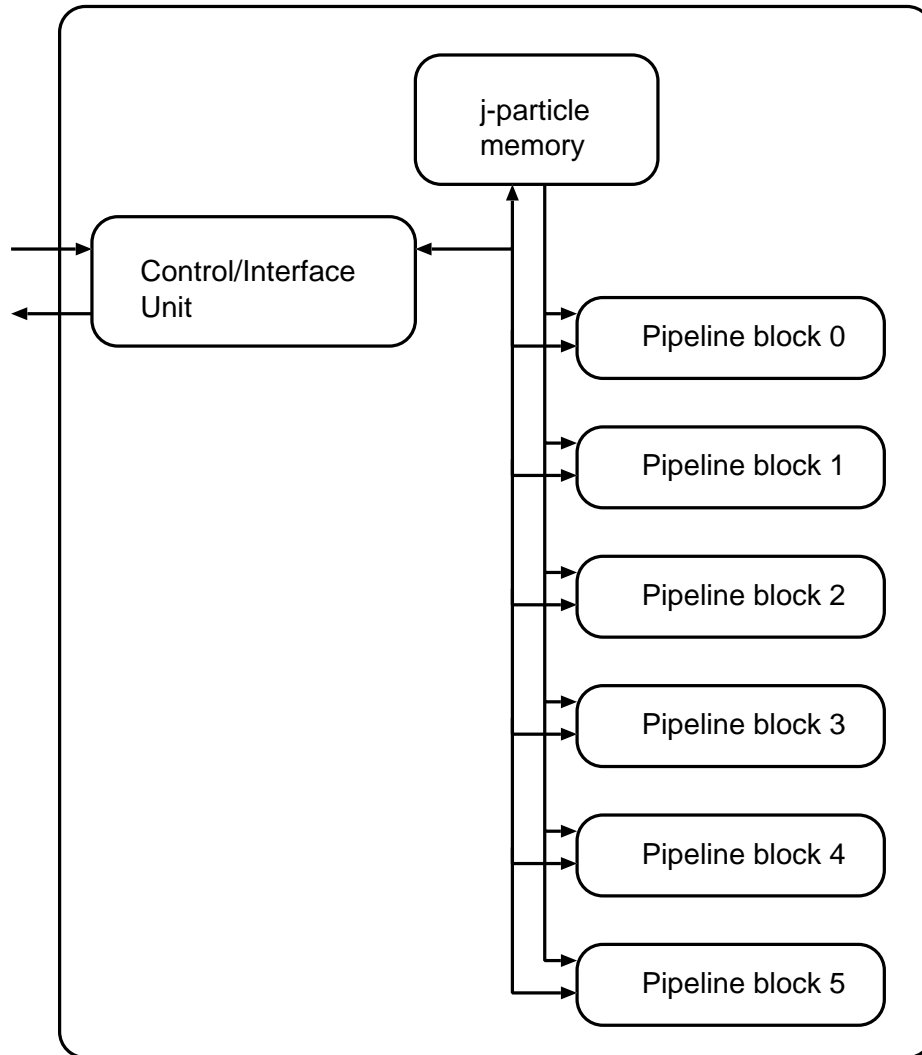 j-particle
memory
Control/Interface
Unit
Pipeline block 0
Pipeline block 1
Pipeline block 2
Pipeline block 3
Pipeline block 4
Pipeline block 5